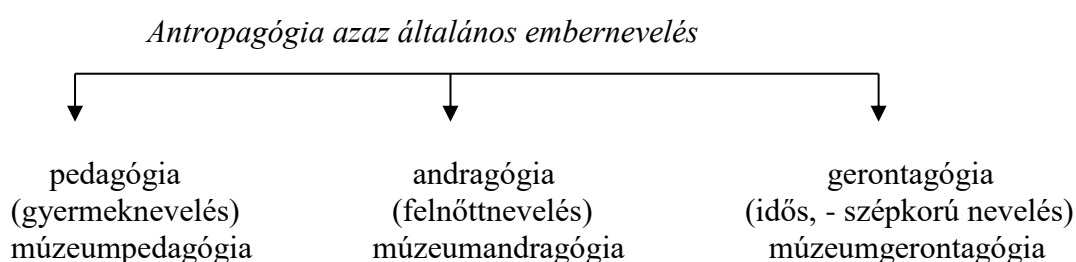 Antropagógia azaz általános embernevelés
pedagógia andragógia gerontagógia
(gyermeknevelés) (felnőttnevelés) (idős, - szépkorú nevelés)
múzeumpedagógia múzeumandragógia múzeumgerontagógia